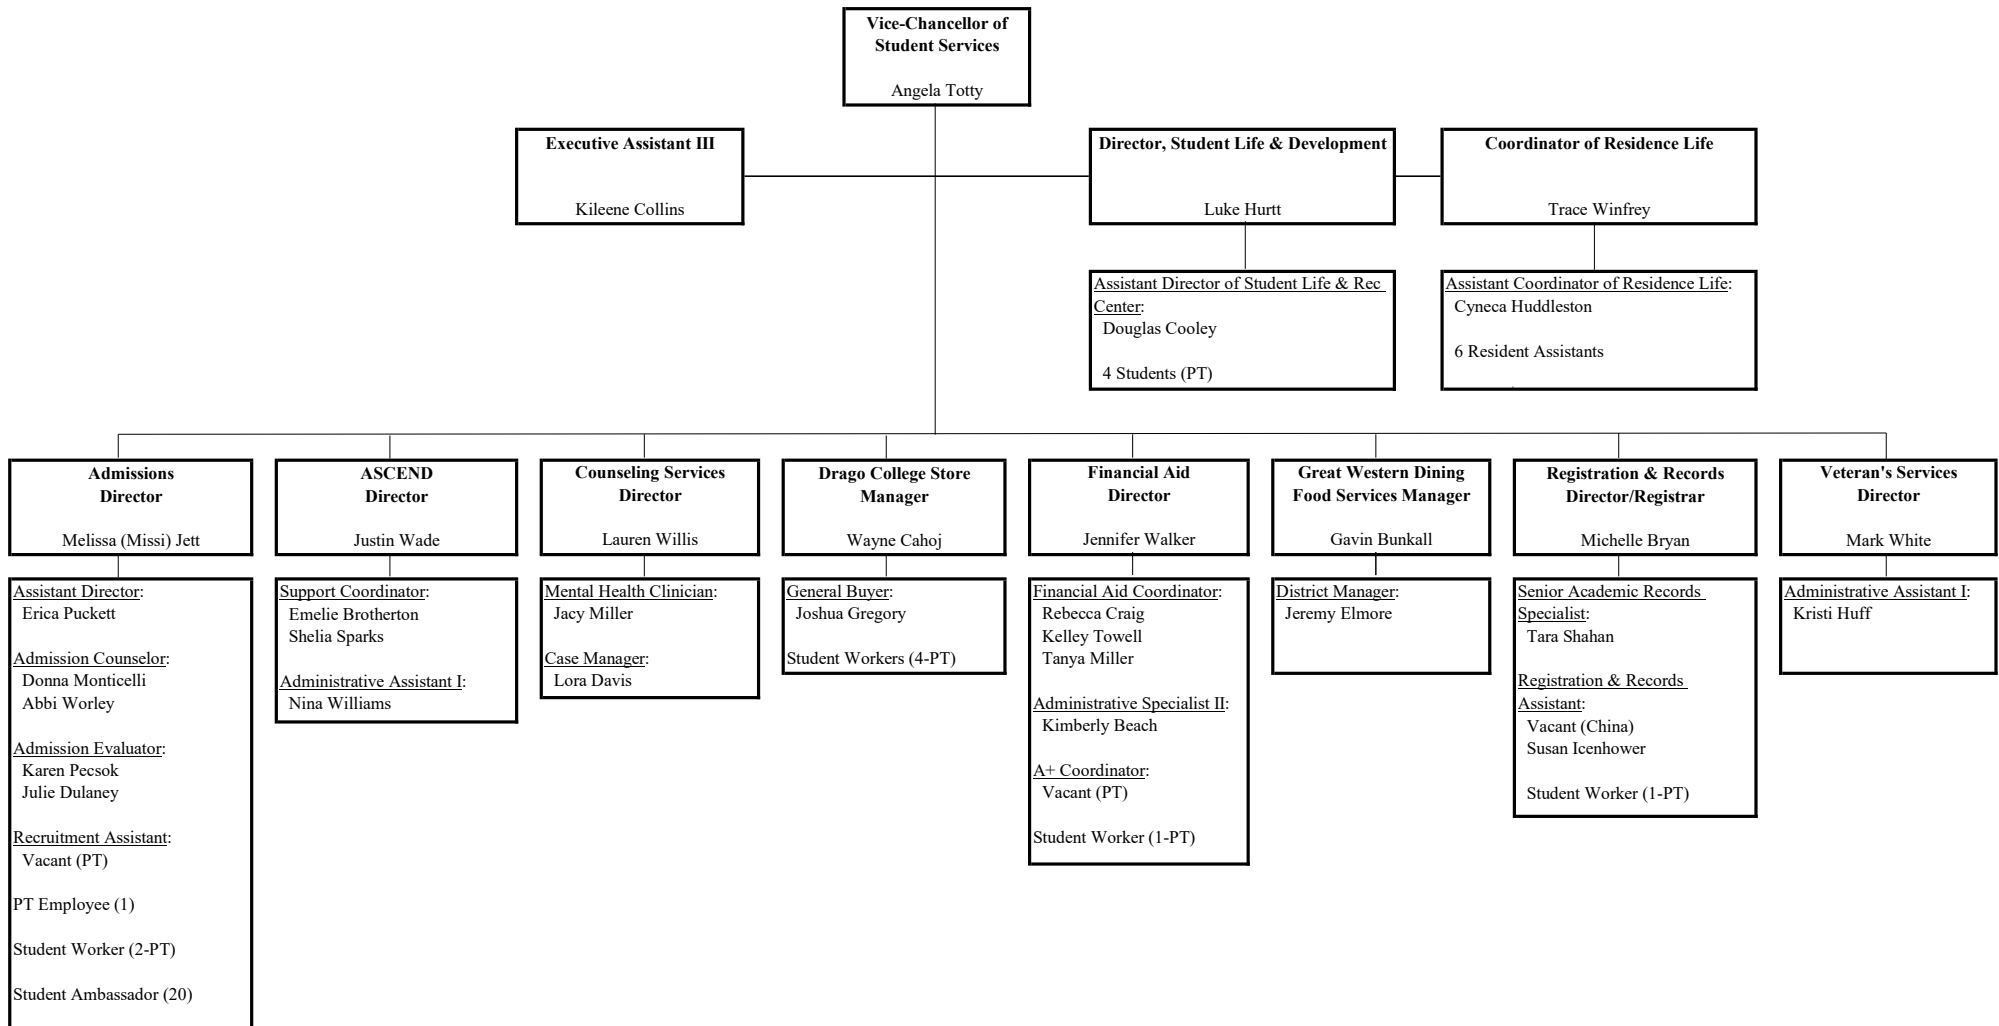 Vice-Chancellor of
Student Services
Angela Totty
Executive Assistant III
Kileene Collins
Director, Student Life & Development
Luke Hurtt
Coordinator of Residence Life
Trace Winfrey
Assistant Director of Student Life & Rec
Center:
Douglas Cooley
4 Students (PT)
Assistant Coordinator of Residence Life:
Cyneca Huddleston
6 Resident Assistants
Admissions
Director
Melissa (Missi) Jett
ASCEND
Director
Justin Wade
Counseling Services
Director
Lauren Willis
Drago College Store
Manager
Wayne Cahoj
Financial Aid
Director
Jennifer Walker
Great Western Dining
Food Services Manager
Gavin Bunkall
Registration & Records
Director/Registrar
Michelle Bryan
Veteran's Services
Director
Mark White
Assistant Director:
Erica Puckett
Admission Counselor:
Donna Monticelli
Abbi Worley
Admission Evaluator:
Karen Pecsok
Julie Dulaney
Recruitment Assistant:
Vacant (PT)
PT Employee (1)
Student Worker (2-PT)
Student Ambassador (20)
Support Coordinator:
Emelie Brotherton
Shelia Sparks
Administrative Assistant I:
Nina Williams
Mental Health Clinician:
Jacy Miller
Case Manager:
Lora Davis
General Buyer:
Joshua Gregory
Student Workers (4-PT)
Financial Aid Coordinator:
Rebecca Craig
Kelley Towell
Tanya Miller
Administrative Specialist II:
Kimberly Beach
A+ Coordinator:
Vacant (PT)
Student Worker (1-PT)
District Manager:
Jeremy Elmore
Senior Academic Records
Specialist:
Tara Shahan
Registration & Records
Assistant:
Vacant (China)
Susan Icenhower
Student Worker (1-PT)
Administrative Assistant I:
Kristi Huff